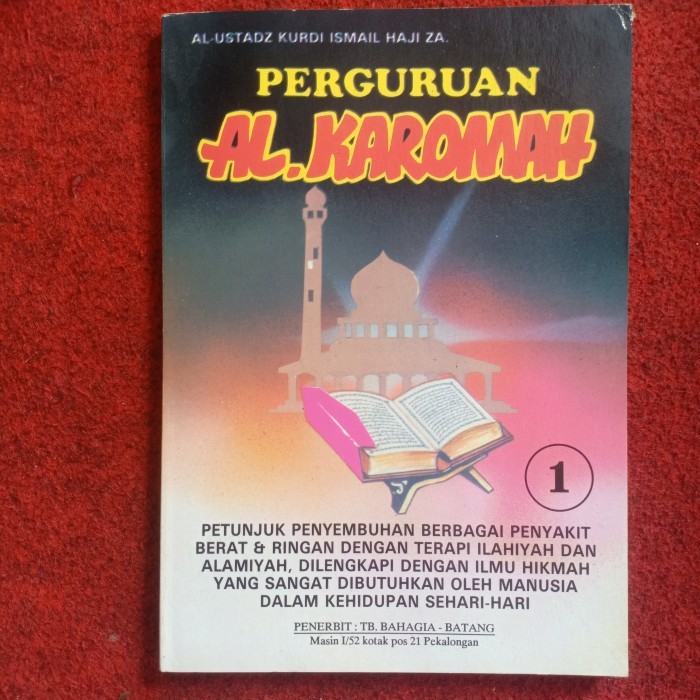 AL-USTADZ KURDI ISMAIL HAJI ZA.
PERGURUAN
AL.KAROMAH
1
PETUNJUK PENYEMBUHAN BERBAGAI PENYAKIT
BERAT & RINGAN DENGAN TERAPI ILAHIYAH DAN
ALAMIYAH, DILENGKAPI DENGAN ILMU HIKMAH
YANG SANGAT DIBUTUHKAN OLEH MANUSIA
DALAM KEHIDUPAN SEHARI-HARI
PENERBIT : TB. BAHAGIA - BATANG
Masin I/52 kotak pos 21 Pekalongan